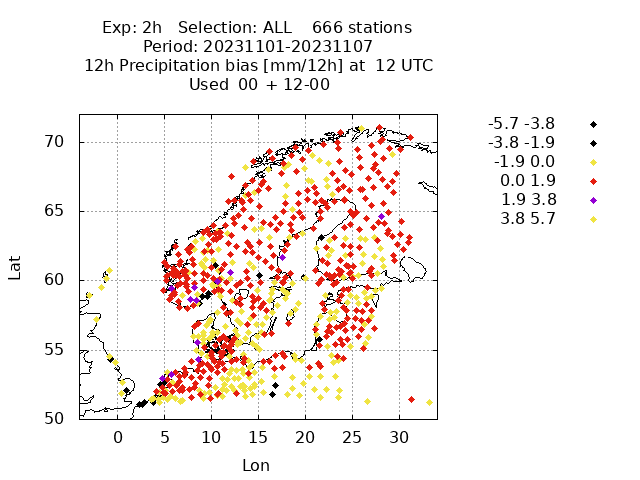 Exp: 2h   Selection: ALL    666 stations
Period: 20231101-20231107
12h Precipitation bias [mm/12h] at  12 UTC
Used  00 + 12-00
-5.7 -3.8
-3.8 -1.9
-1.9 0.0
0.0 1.9
1.9 3.8
3.8 5.7
70
65
60
55
50
Lat
0 5 10 15 20 25 30
Lon